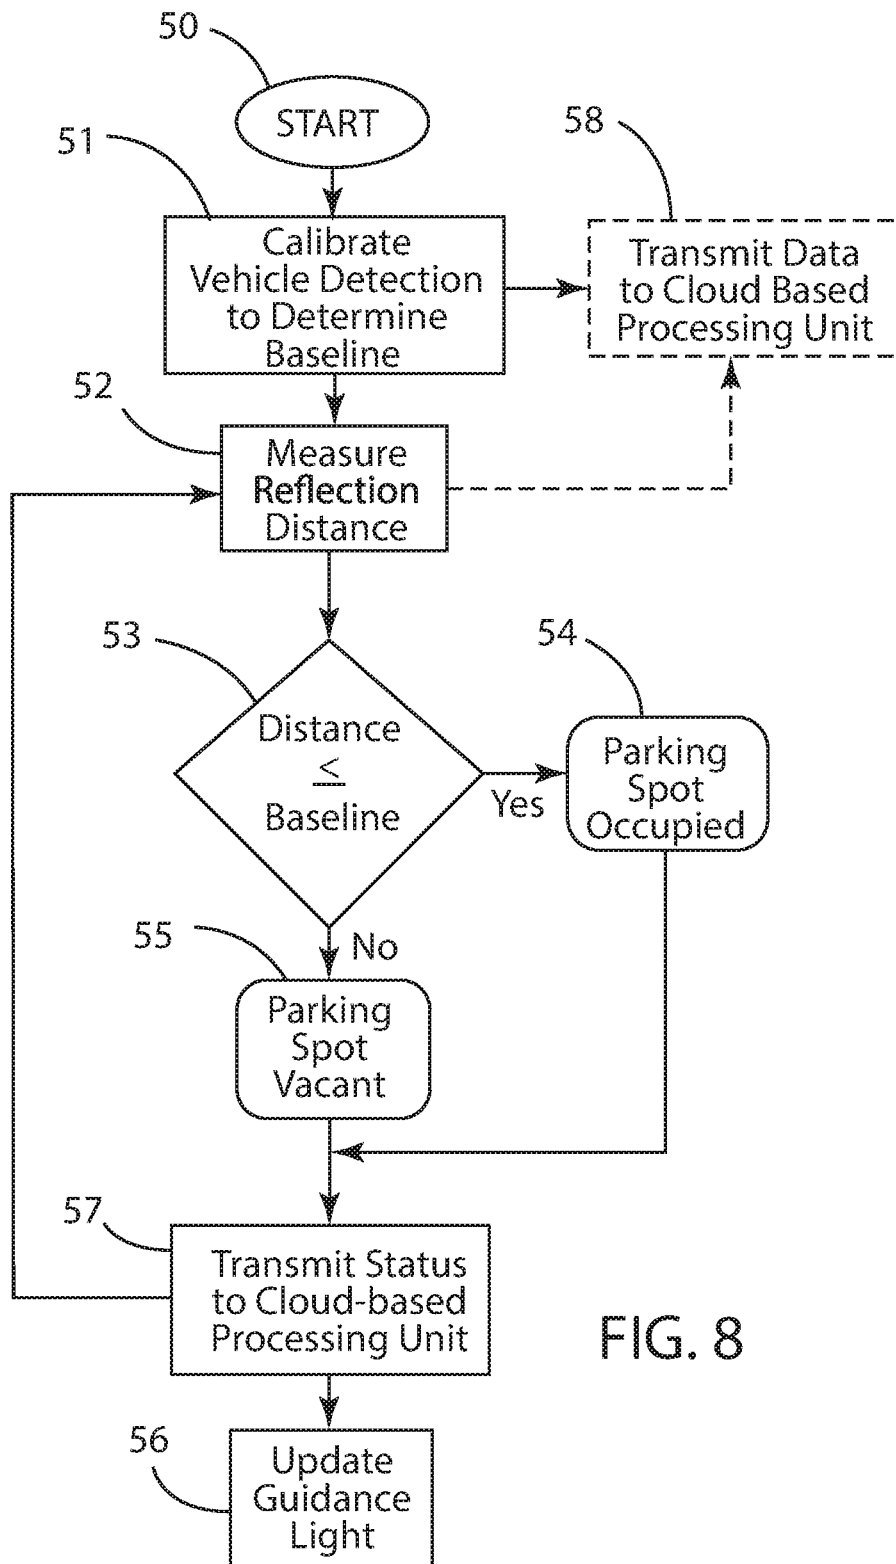 50
START
51
58
Calibrate
Vehicle Detection
to Determine
Baseline
Transmit Data
to Cloud Based
Processing Unit
52
Measure
Reflection
Distance
53
54
Distance
≤
Baseline
Yes
Parking
Spot
Occupied
55
No
Parking
Spot
Vacant
57
Transmit Status
to Cloud-based
Processing Unit
FIG. 8
56
Update
Guidance
Light